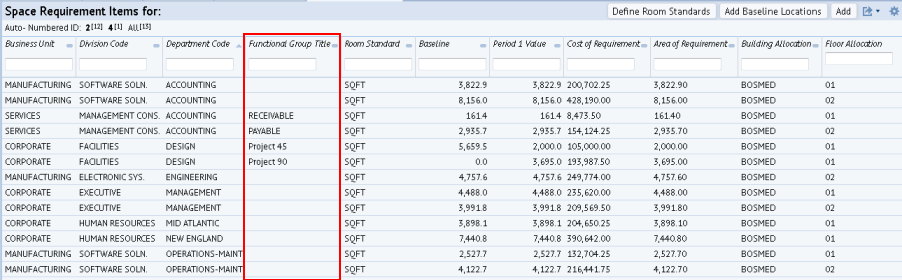 Space Requirement Items for: Define Room Standards Add Baseline Locations Add
Auto- Numbered ID: 2[12] 4[1] All[13]
Business Unit Division Code Department Code Functional Group Title Room Standard Baseline Period 1 Value Cost of Requirement Area of Requirement Building Allocation Floor Allocation
MANUFACTURING SOFTWARE SOLN. ACCOUNTING SQFT 3,822.9 3,822.9 200,702.25 3,822.90 BOSMED 01
MANUFACTURING SOFTWARE SOLN. ACCOUNTING SQFT 8,156.0 8,156.0 428,190.00 8,156.00 BOSMED 02
SERVICES MANAGEMENT CONS. ACCOUNTING RECEIVABLE SQFT 161.4 161.4 8,473.50 161.40 BOSMED 01
SERVICES MANAGEMENT CONS. ACCOUNTING PAYABLE SQFT 2,935.7 2,935.7 154,124.25 2,935.70 BOSMED 02
CORPORATE FACILITIES DESIGN Project 45 SQFT 5,659.5 2,000.0 105,000.00 2,000.00 BOSMED 01
CORPORATE FACILITIES DESIGN Project 90 SQFT 0.0 3,695.0 193,987.50 3,695.00 BOSMED 01
MANUFACTURING ELECTRONIC SYS. ENGINEERING SQFT 4,757.6 4,757.6 249,774.00 4,757.60 BOSMED 02
CORPORATE EXECUTIVE MANAGEMENT SQFT 4,488.0 4,488.0 235,620.00 4,488.00 BOSMED 01
CORPORATE EXECUTIVE MANAGEMENT SQFT 3,991.8 3,991.8 209,569.50 3,991.80 BOSMED 02
CORPORATE HUMAN RESOURCES MID ATLANTIC SQFT 3,898.1 3,898.1 204,650.25 3,898.10 BOSMED 01
CORPORATE HUMAN RESOURCES NEW ENGLAND SQFT 7,440.8 7,440.8 390,642.00 7,440.80 BOSMED 01
MANUFACTURING SOFTWARE SOLN. OPERATIONS-MAINT SQFT 2,527.7 2,527.7 132,704.25 2,527.70 BOSMED 01
MANUFACTURING SOFTWARE SOLN. OPERATIONS-MAINT SQFT 4,122.7 4,122.7 216,441.75 4,122.70 BOSMED 02